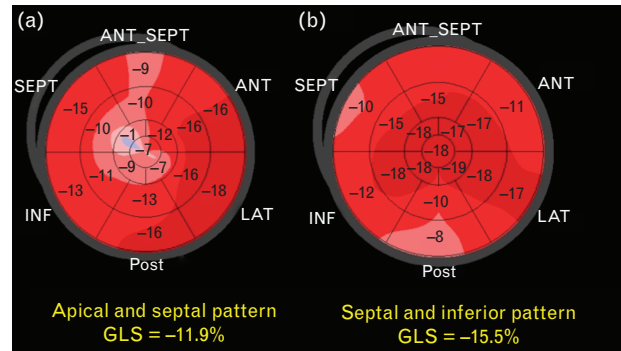 (a)
ANT_SEPT
SEPT
ANT
–9
–15
–10
–16
–10
–16
–1
–12
–7
–9
–7
–11
–16
–13
–13
–18
–16
INF
LAT
Post
Apical and septal pattern
GLS = –11.9%
(b)
ANT_SEPT
SEPT
ANT
–10
–15
–11
–15
–17
–18
–17
–18
–18
–19
–18
–18
–12
–10
–17
–8
INF
LAT
Post
Septal and inferior pattern
GLS = –15.5%